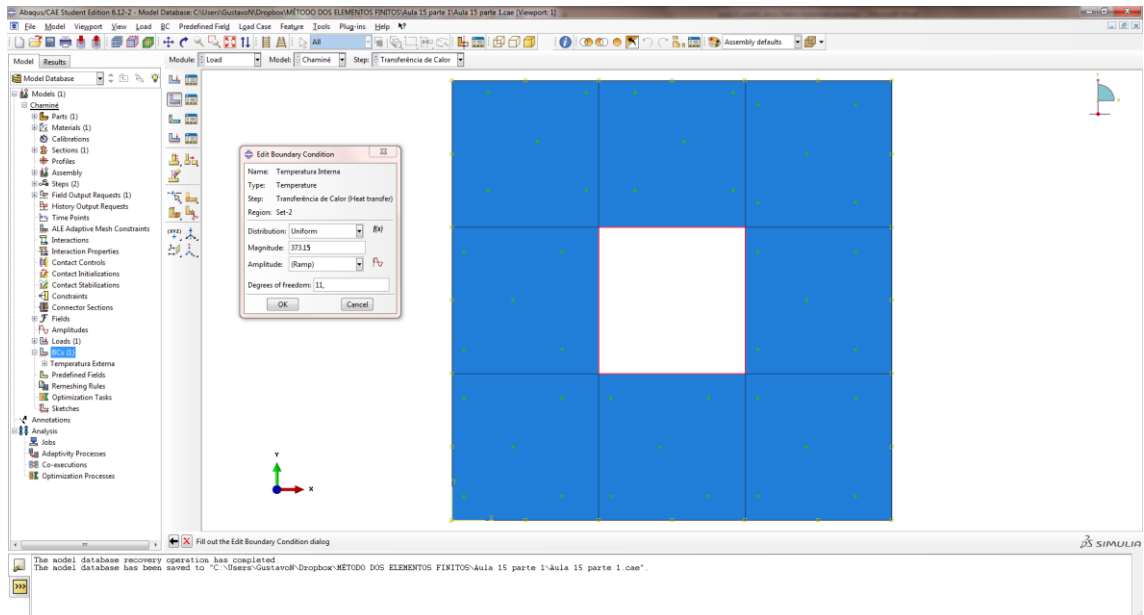 Abaqus/CAE Student Edition 6.12-2 - Model Database: C:\Users\GustavoN\Dropbox\MÉTODO DOS ELEMENTOS FINITOS\Aula 15 parte 1\Aula 15 parte 1.cae [Viewport: 1]
File Model Viewport View Load BC Predefined Field Load Case Feature Tools Plug-ins Help
All Assembly defaults
Model Results Module: Load Model: Chaminé Step: Transferência de Calor
Model Database
Models (1)
Chaminé
Parts (1)
Materials (1)
Calibrations
Sections (1)
Profiles
Assembly
Steps (2)
Field Output Requests (1)
History Output Requests
Time Points
ALE Adaptive Mesh Constraints
Interactions
Interaction Properties
Contact Controls
Contact Initializations
Contact Stabilizations
Constraints
Connector Sections
Fields
Amplitudes
Loads (1)
BCs (1)
Temperatura Externa
Predefined Fields
Remeshing Rules
Optimization Tasks
Sketches
Annotations
Analysis
Jobs
Adaptivity Processes
Co-executions
Optimization Processes
(XYZ)
Edit Boundary Condition
Name: Temperatura Interna
Type: Temperature
Step: Transferência de Calor (Heat transfer)
Region: Set-2
Distribution: Uniform f(x)
Magnitude: 373.15
Amplitude: (Ramp)
Degrees of freedom: 11,
OK Cancel
Y
X
Fill out the Edit Boundary Condition dialog
SIMULIA
The model database recovery operation has completed.
The model database has been saved to "C:\Users\GustavoN\Dropbox\MÉTODO DOS ELEMENTOS FINITOS\Aula 15 parte 1\Aula 15 parte 1.cae".
>>>